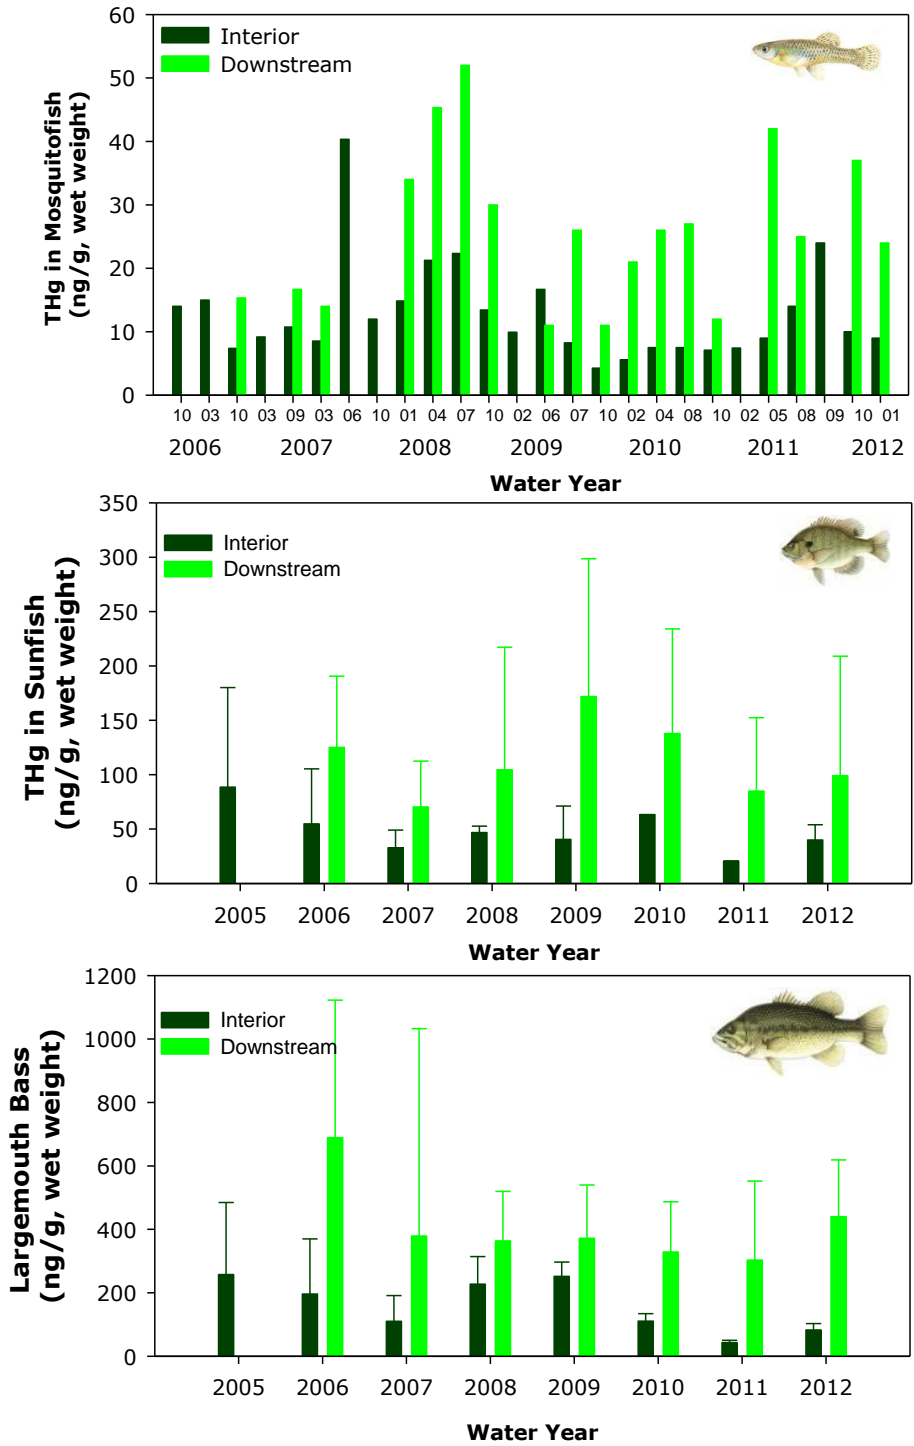 60
50
40
30
20
10
0
THg in Mosquitofish
(ng/g, wet weight)
Interior
Downstream
10 03 10 03 09 03 06 10 01 04 07 10 02 06 07 10 02 04 08 10 02 05 08 09 10 01
2006 2007 2008 2009 2010 2011 2012
Water Year
350
300
250
200
150
100
50
0
THg in Sunfish
(ng/g, wet weight)
Interior
Downstream
2005 2006 2007 2008 2009 2010 2011 2012
Water Year
1200
1000
800
600
400
200
0
Largemouth Bass
(ng/g, wet weight)
Interior
Downstream
2005 2006 2007 2008 2009 2010 2011 2012
Water Year